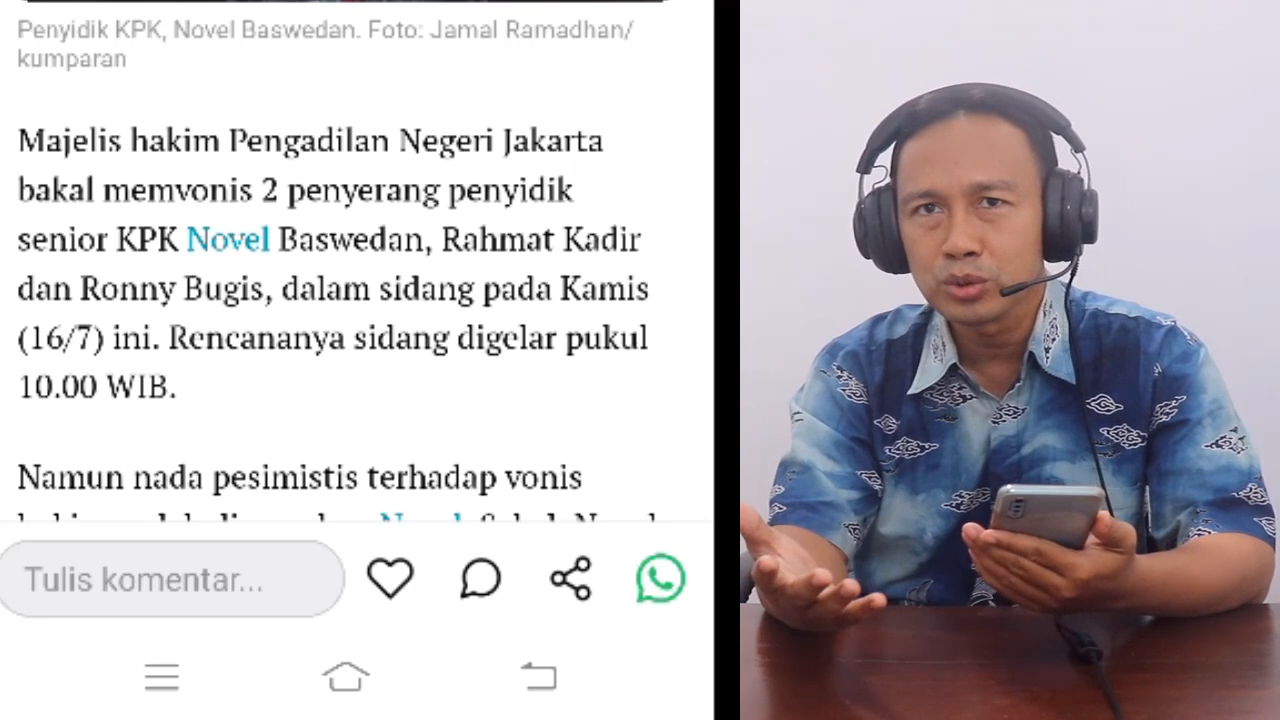 Penyidik KPK, Novel Baswedan. Foto: Jamal Ramadhan/
kumparan
Majelis hakim Pengadilan Negeri Jakarta
bakal memvonis 2 penyerang penyidik
senior KPK Novel Baswedan, Rahmat Kadir
dan Ronny Bugis, dalam sidang pada Kamis
(16/7) ini. Rencananya sidang digelar pukul
10.00 WIB.
Namun nada pesimistis terhadap vonis
Tulis komentar...